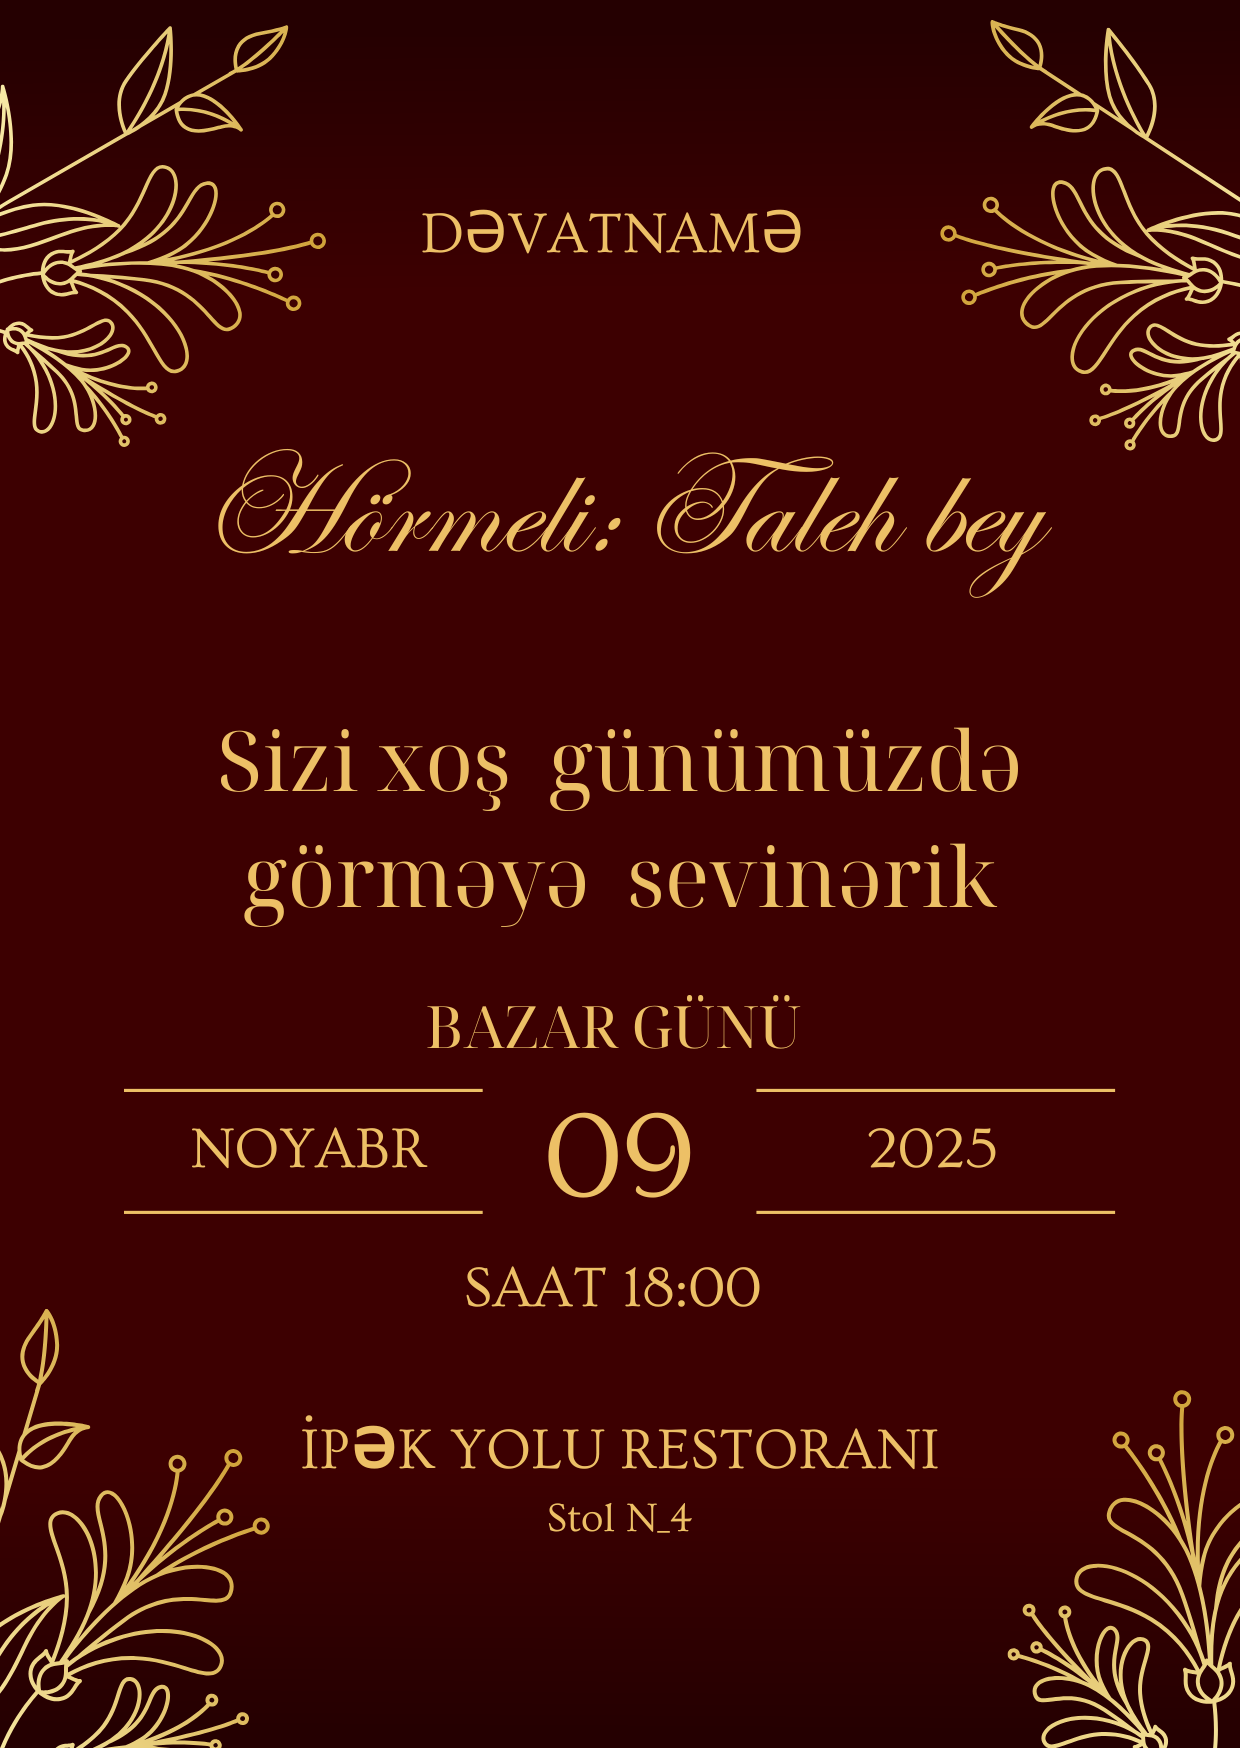 DƏVATNAMƏ
Hörmeli: Taleh bey
Sizi xoş günümüzdə
görməyə sevinərik
BAZAR GÜNÜ
NOYABR 09 2025
SAAT 18:00
İPƏK YOLU RESTORANI
Stol N_4